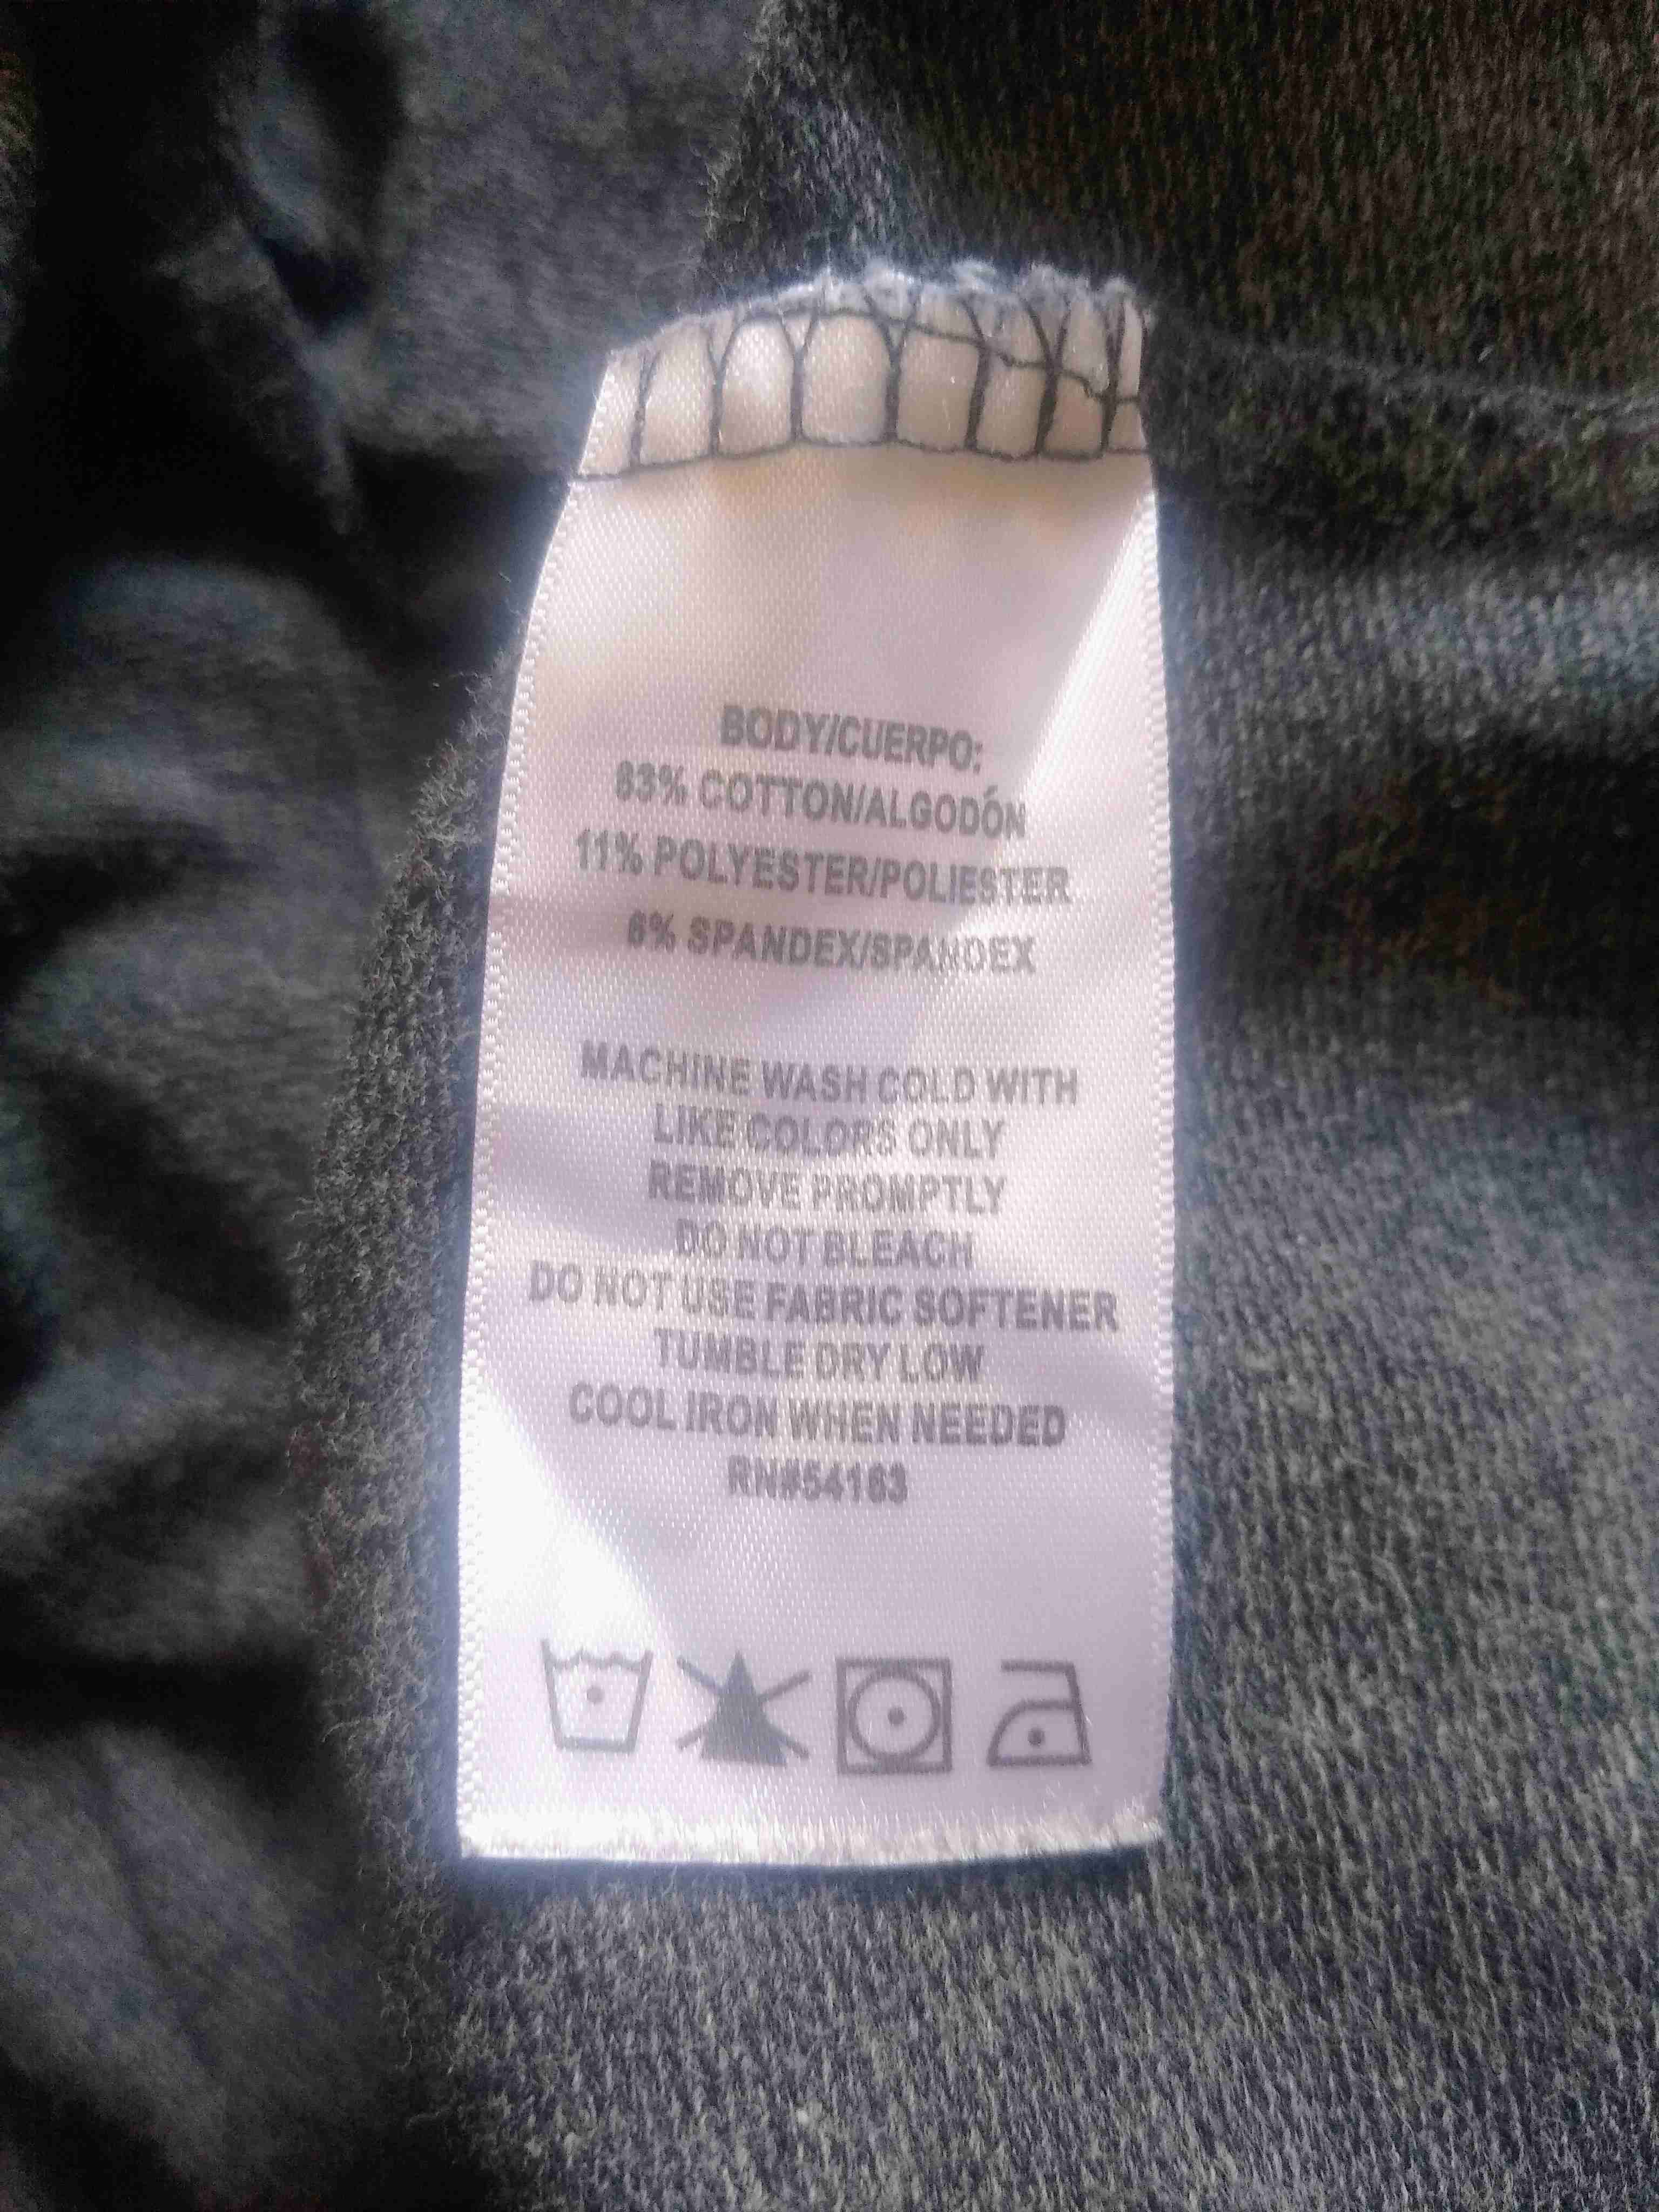 BODY/CUERPO:
83% COTTON/ALGODÓN
11% POLYESTER/POLIESTER
6% SPANDEX/SPANDEX
MACHINE WASH COLD WITH
LIKE COLORS ONLY
REMOVE PROMPTLY
DO NOT BLEACH
DO NOT USE FABRIC SOFTENER
TUMBLE DRY LOW
COOL IRON WHEN NEEDED
RN#54163